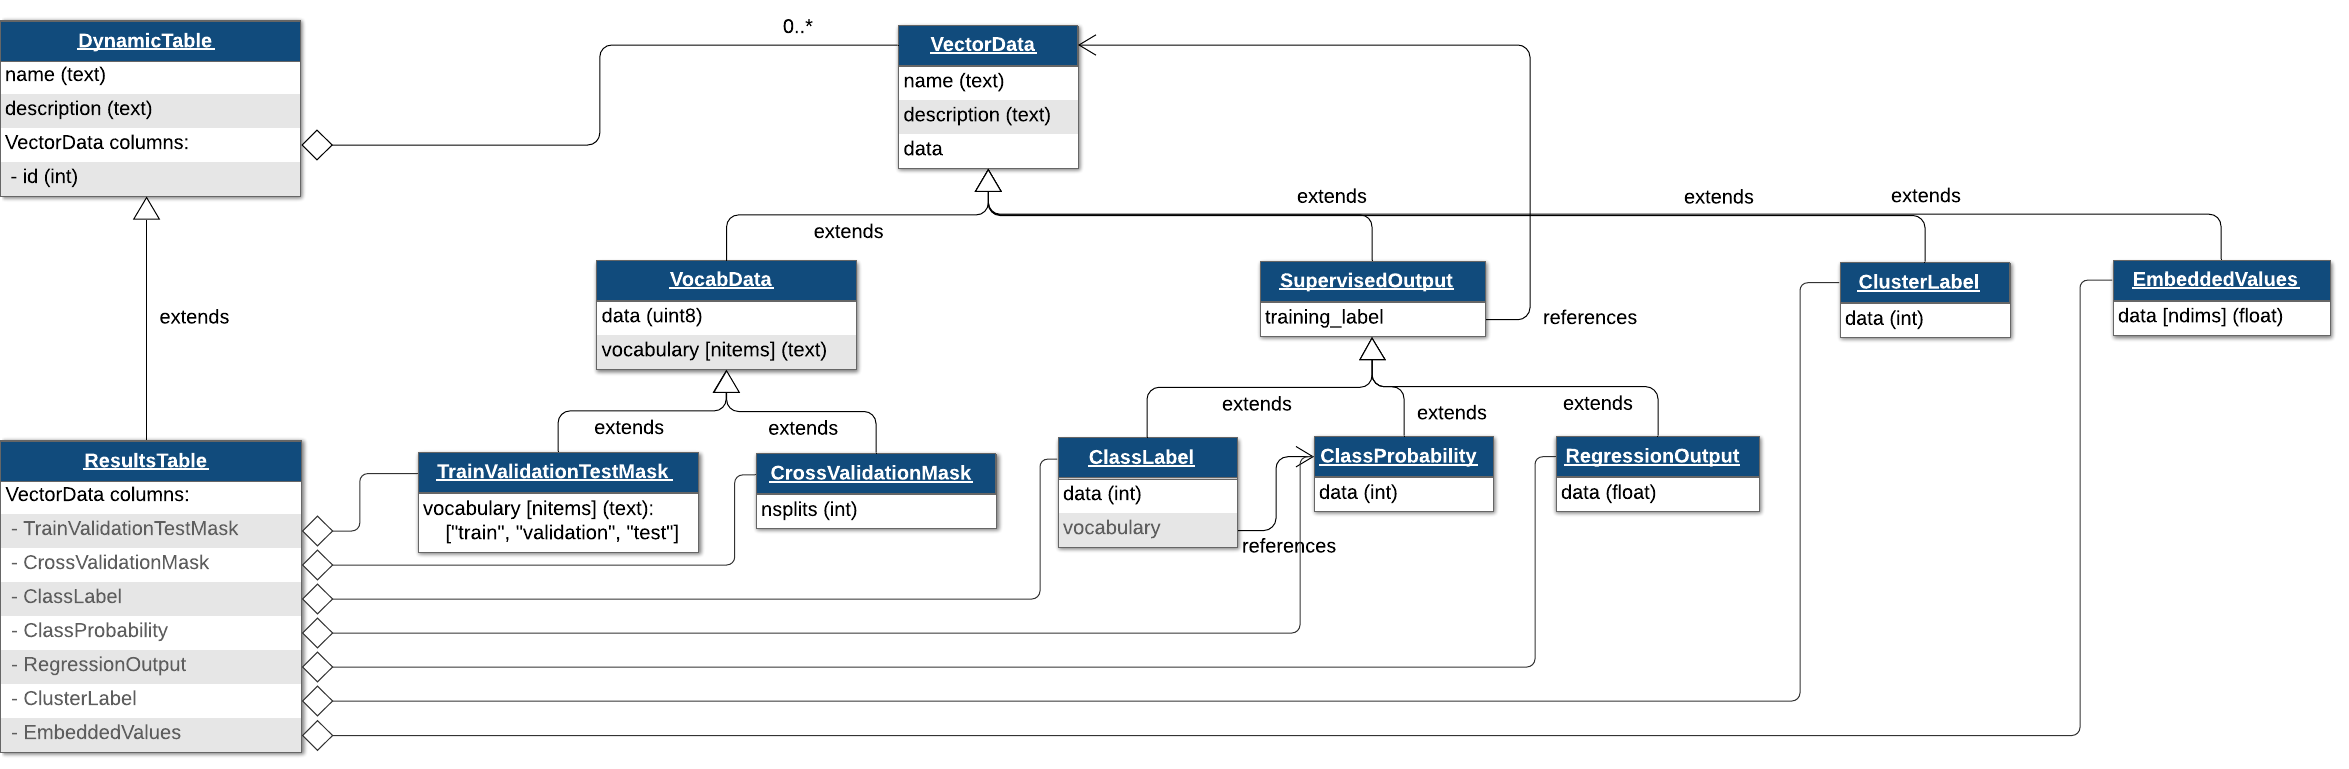 DynamicTable
name (text)
description (text)
VectorData columns:
- id (int)
0..*
VectorData
name (text)
description (text)
data
extends
extends
extends
extends
extends
VocabData
data (uint8)
vocabulary [nitems] (text)
SupervisedOutput
training_label
references
ClusterLabel
data (int)
EmbeddedValues
data [ndims] (float)
extends
extends
extends
extends
extends
ResultsTable
VectorData columns:
- TrainValidationTestMask
- CrossValidationMask
- ClassLabel
- ClassProbability
- RegressionOutput
- ClusterLabel
- EmbeddedValues
TrainValidationTestMask
vocabulary [nitems] (text):
["train", "validation", "test"]
CrossValidationMask
nsplits (int)
ClassLabel
data (int)
vocabulary
references
ClassProbability
data (int)
RegressionOutput
data (float)